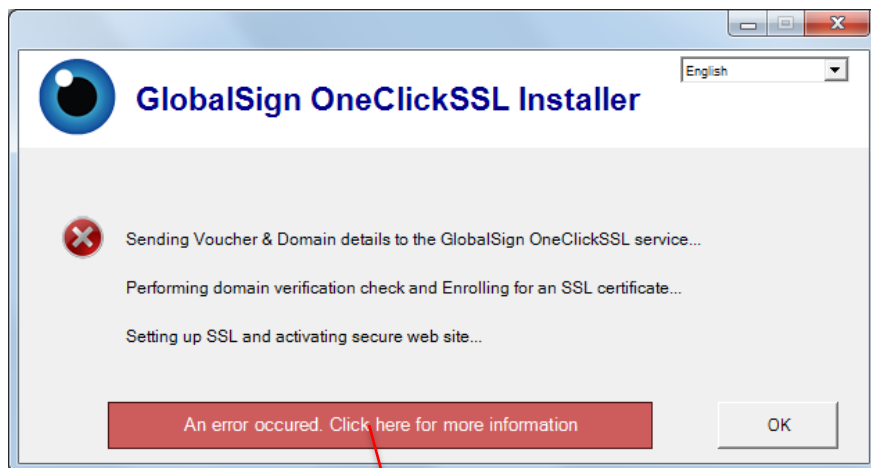 English
GlobalSign OneClickSSL Installer
Sending Voucher & Domain details to the GlobalSign OneClickSSL service...
Performing domain verification check and Enrolling for an SSL certificate...
Setting up SSL and activating secure web site...
An error occured. Click here for more information
OK